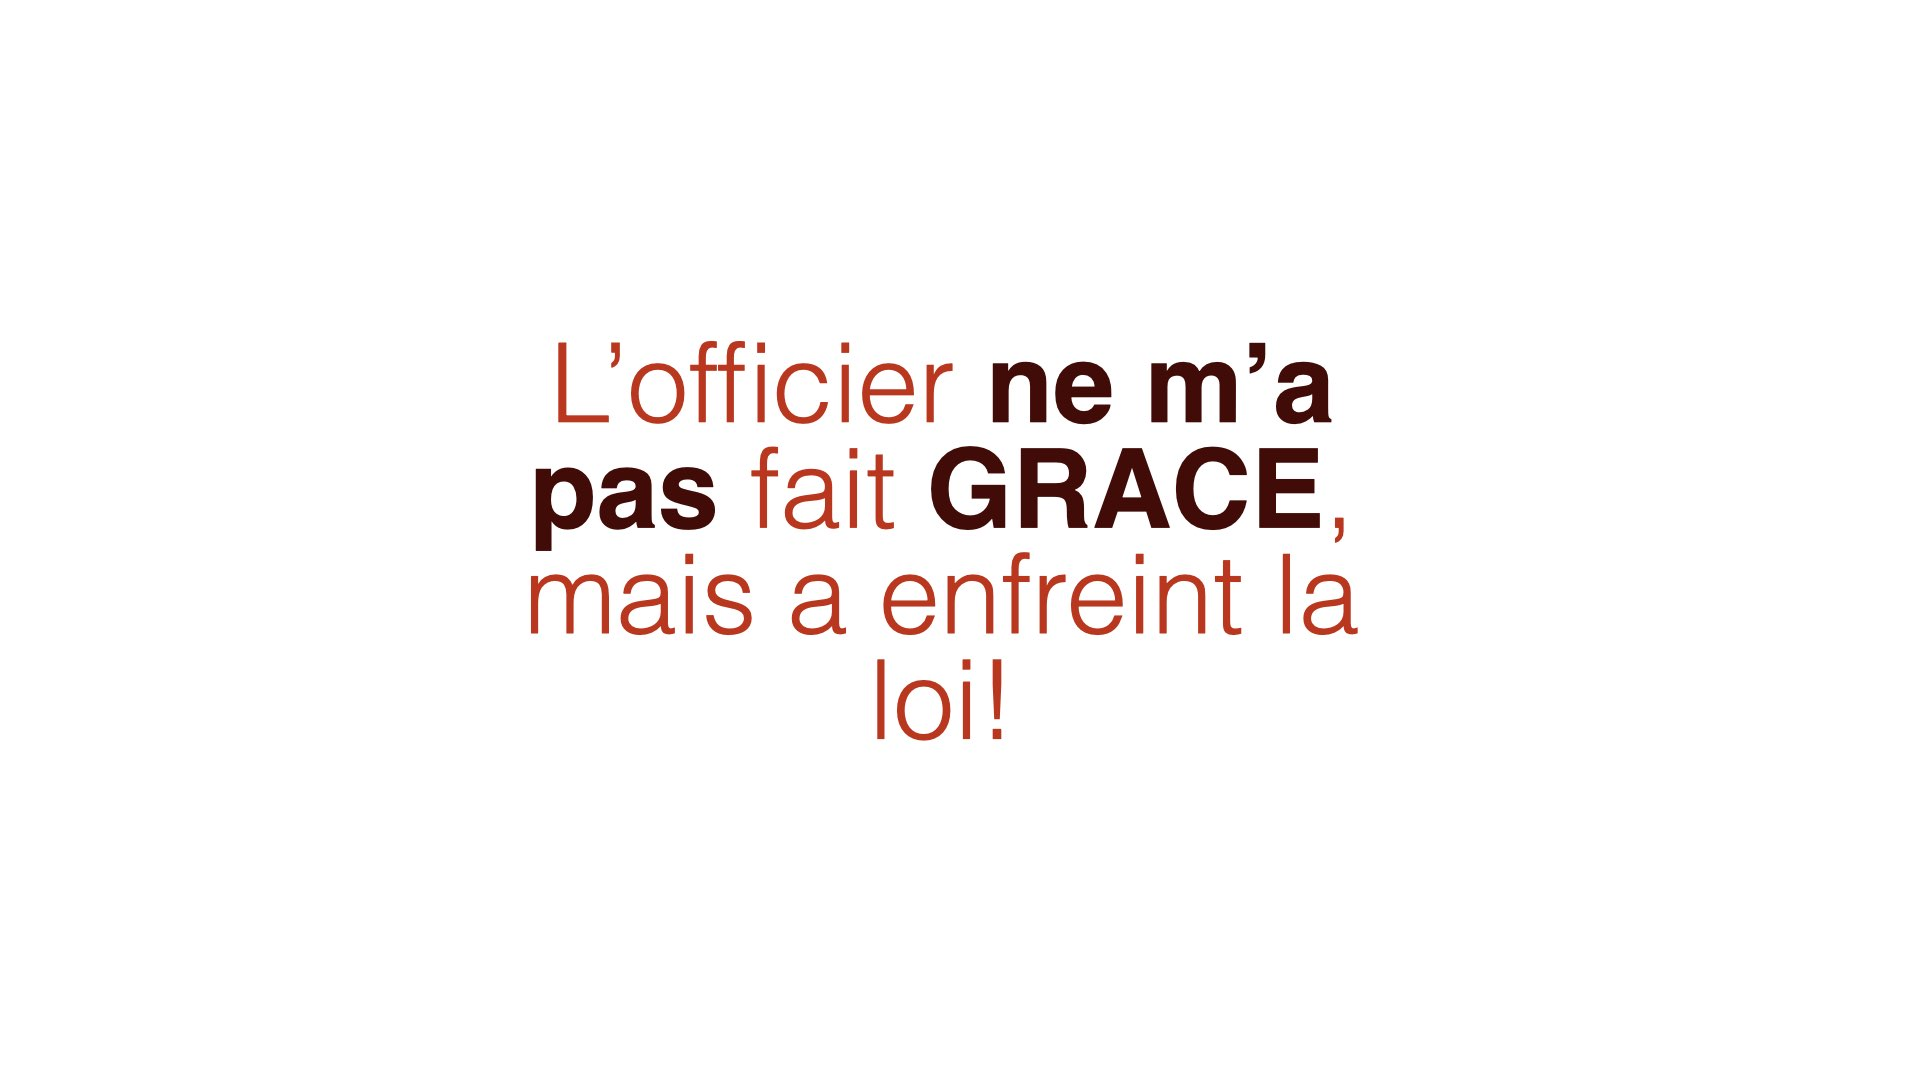 L’officier ne m’a
pas fait GRACE,
mais a enfreint la
loi!